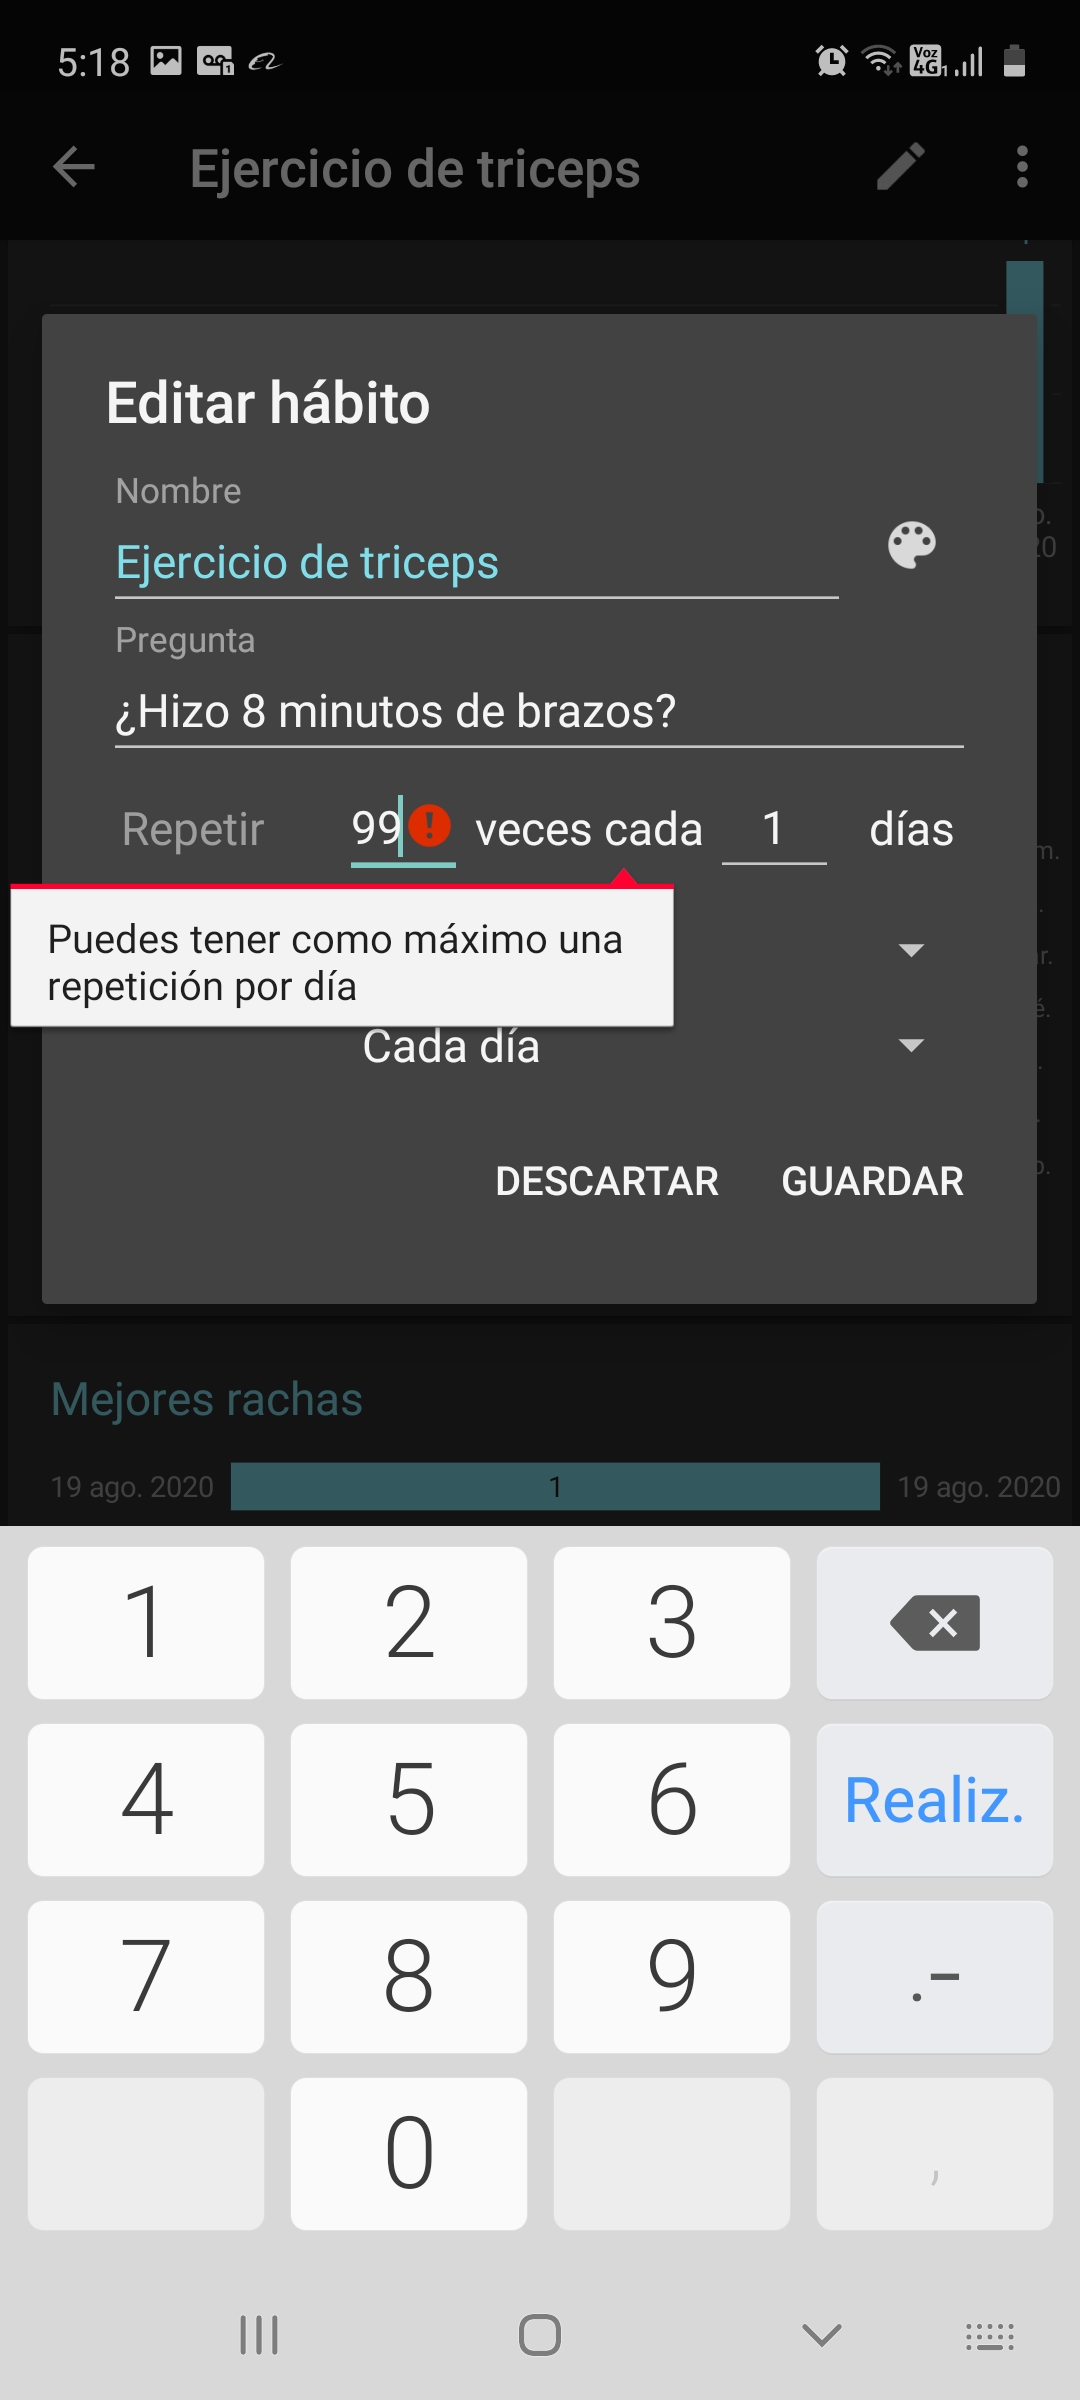 5:18
Voz
4G 1
Ejercicio de triceps
Editar hábito
Nombre
Ejercicio de triceps
20
Pregunta
¿Hizo 8 minutos de brazos?
Repetir 99 veces cada 1 días
Puedes tener como máximo una
repetición por día
Cada día
DESCARTAR GUARDAR
Mejores rachas
19 ago. 2020 1 19 ago. 2020
1 2 3
4 5 6 Realiz.
7 8 9 .-
0 ,